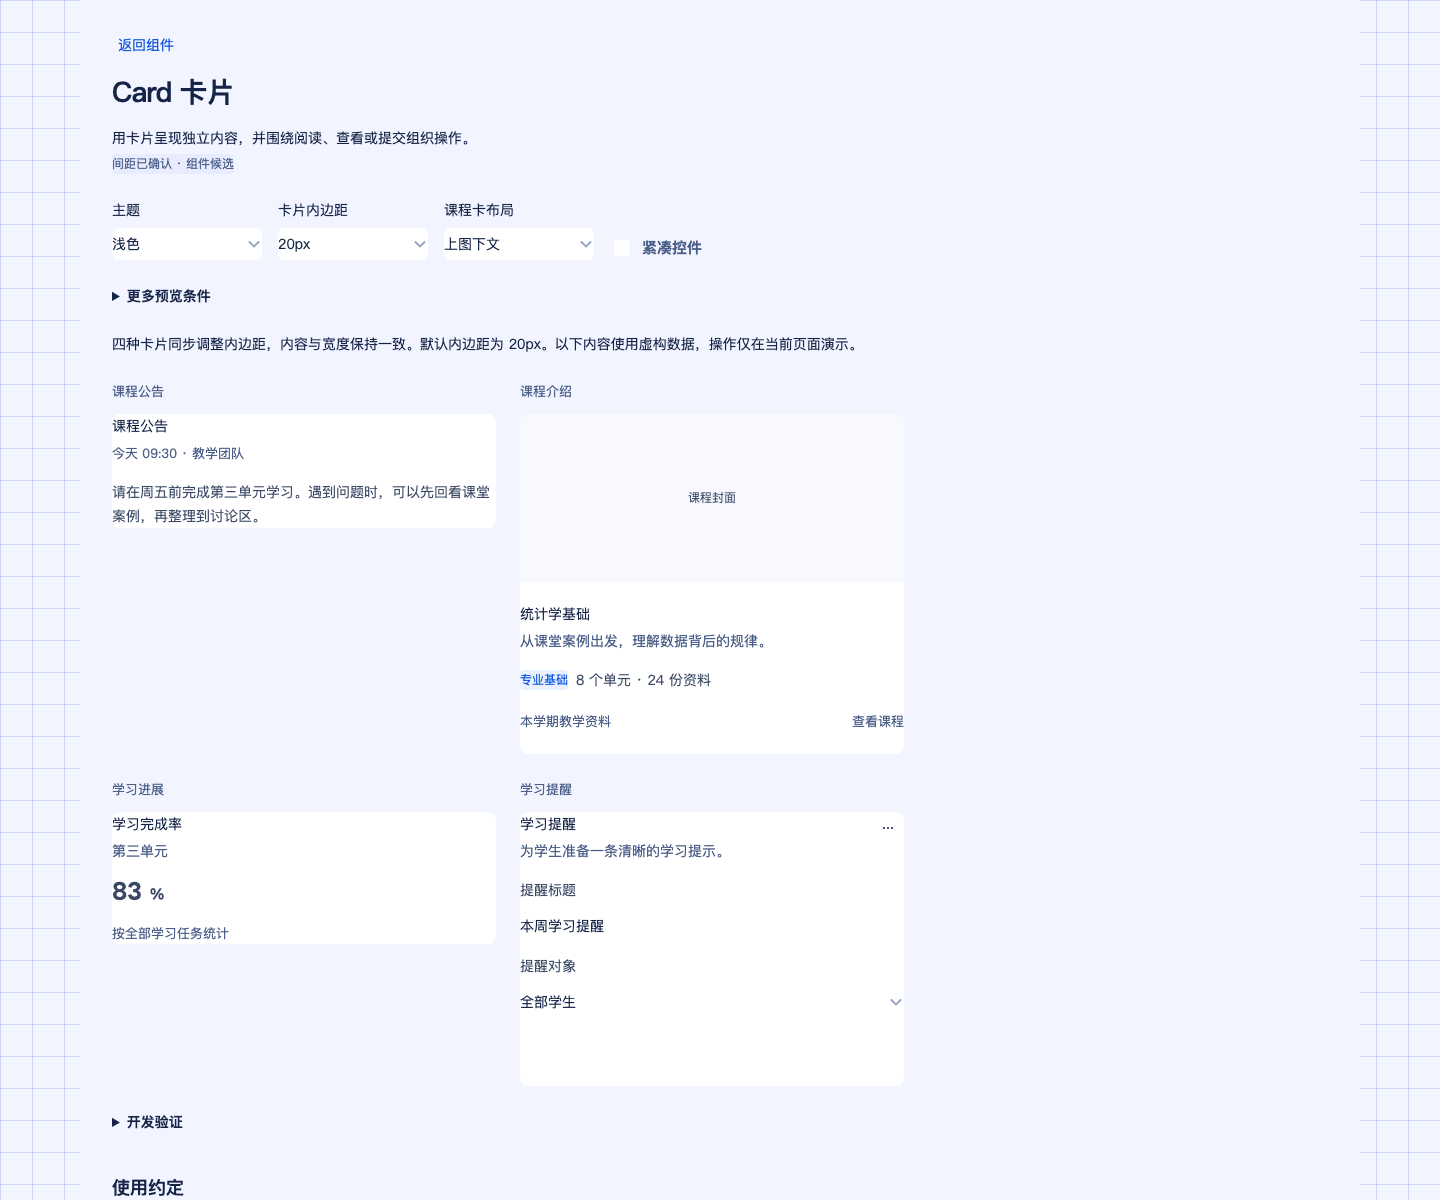 返回组件
Card 卡片
用卡片呈现独立内容，并围绕阅读、查看或提交组织操作。
间距已确认 · 组件候选
主题
卡片内边距
课程卡布局
浅色
20px
上图下文
紧凑控件
更多预览条件
四种卡片同步调整内边距，内容与宽度保持一致。默认内边距为 20px。以下内容使用虚构数据，操作仅在当前页面演示。
课程公告
课程公告
今天 09:30 · 教学团队
请在周五前完成第三单元学习。遇到问题时，可以先回看课堂
案例，再整理到讨论区。
课程介绍
课程封面
统计学基础
从课堂案例出发，理解数据背后的规律。
专业基础 8 个单元 · 24 份资料
本学期教学资料
查看课程
学习进展
学习完成率
第三单元
83 %
按全部学习任务统计
学习提醒
学习提醒
...
为学生准备一条清晰的学习提示。
提醒标题
本周学习提醒
提醒对象
全部学生
开发验证
使用约定